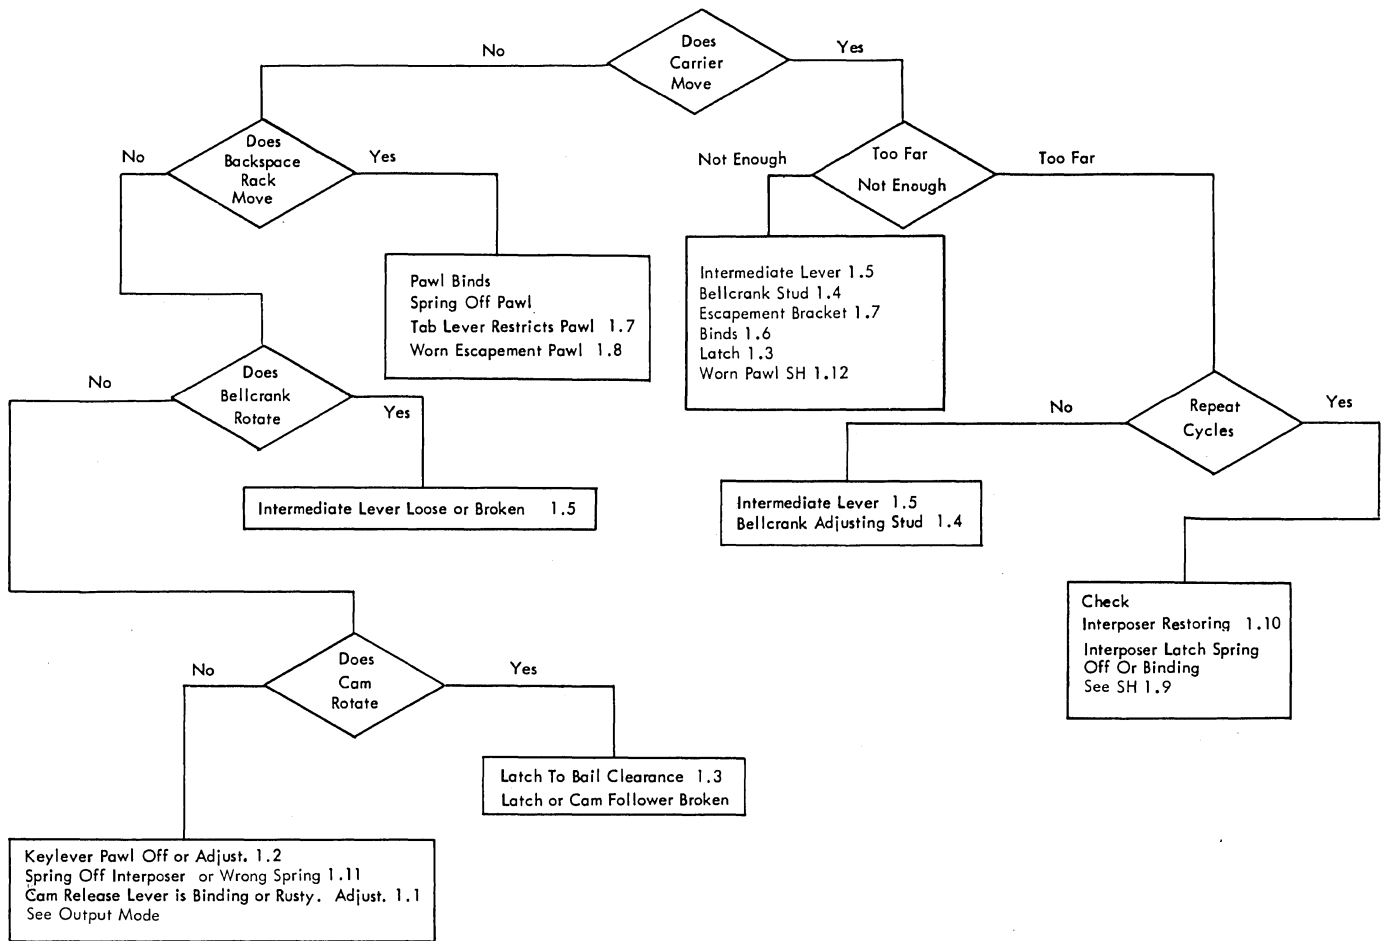 Does
Carrier
Move
No
Yes
Does
Backspace
Rack
Move
No
Yes
Too Far
Not Enough
Not Enough
Too Far
Pawl Binds
Spring Off Pawl
Tab Lever Restricts Pawl 1.7
Worn Escapement Pawl 1.8
Intermediate Lever 1.5
Bellcrank Stud 1.4
Escapement Bracket 1.7
Binds 1.6
Latch 1.3
Worn Pawl SH 1.12
Does
Bellcrank
Rotate
No
Yes
Repeat
Cycles
No
Yes
Intermediate Lever Loose or Broken 1.5
Intermediate Lever 1.5
Bellcrank Adjusting Stud 1.4
Check
Interposer Restoring 1.10
Interposer Latch Spring
Off Or Binding
See SH 1.9
Does
Cam
Rotate
No
Yes
Latch To Bail Clearance 1.3
Latch or Cam Follower Broken
Keylever Pawl Off or Adjust. 1.2
Spring Off Interposer or Wrong Spring 1.11
Cam Release Lever is Binding or Rusty. Adjust. 1.1
See Output Mode